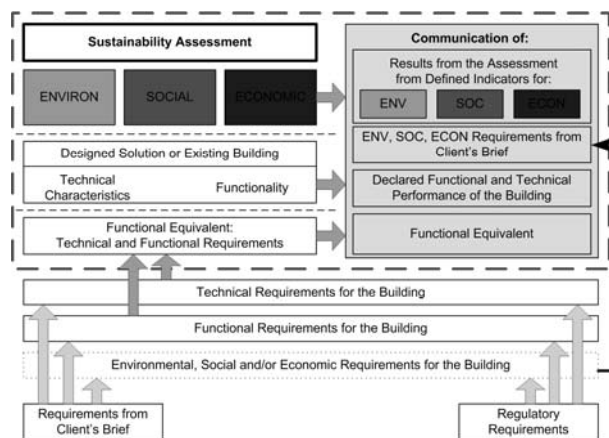 Sustainability Assessment
ENVIRON
SOCIAL
ECONOMIC
Designed Solution or Existing Building
Technical
Characteristics
Functionality
Functional Equivalent:
Technical and Functional Requirements
Communication of:
Results from the Assessment
from Defined Indicators for:
ENV
SOC
ECON
ENV, SOC, ECON Requirements from
Client's Brief
Declared Functional and Technical
Performance of the Building
Functional Equivalent
Technical Requirements for the Building
Functional Requirements for the Building
Environmental, Social and/or Economic Requirements for the Building
Requirements from
Client's Brief
Regulatory
Requirements